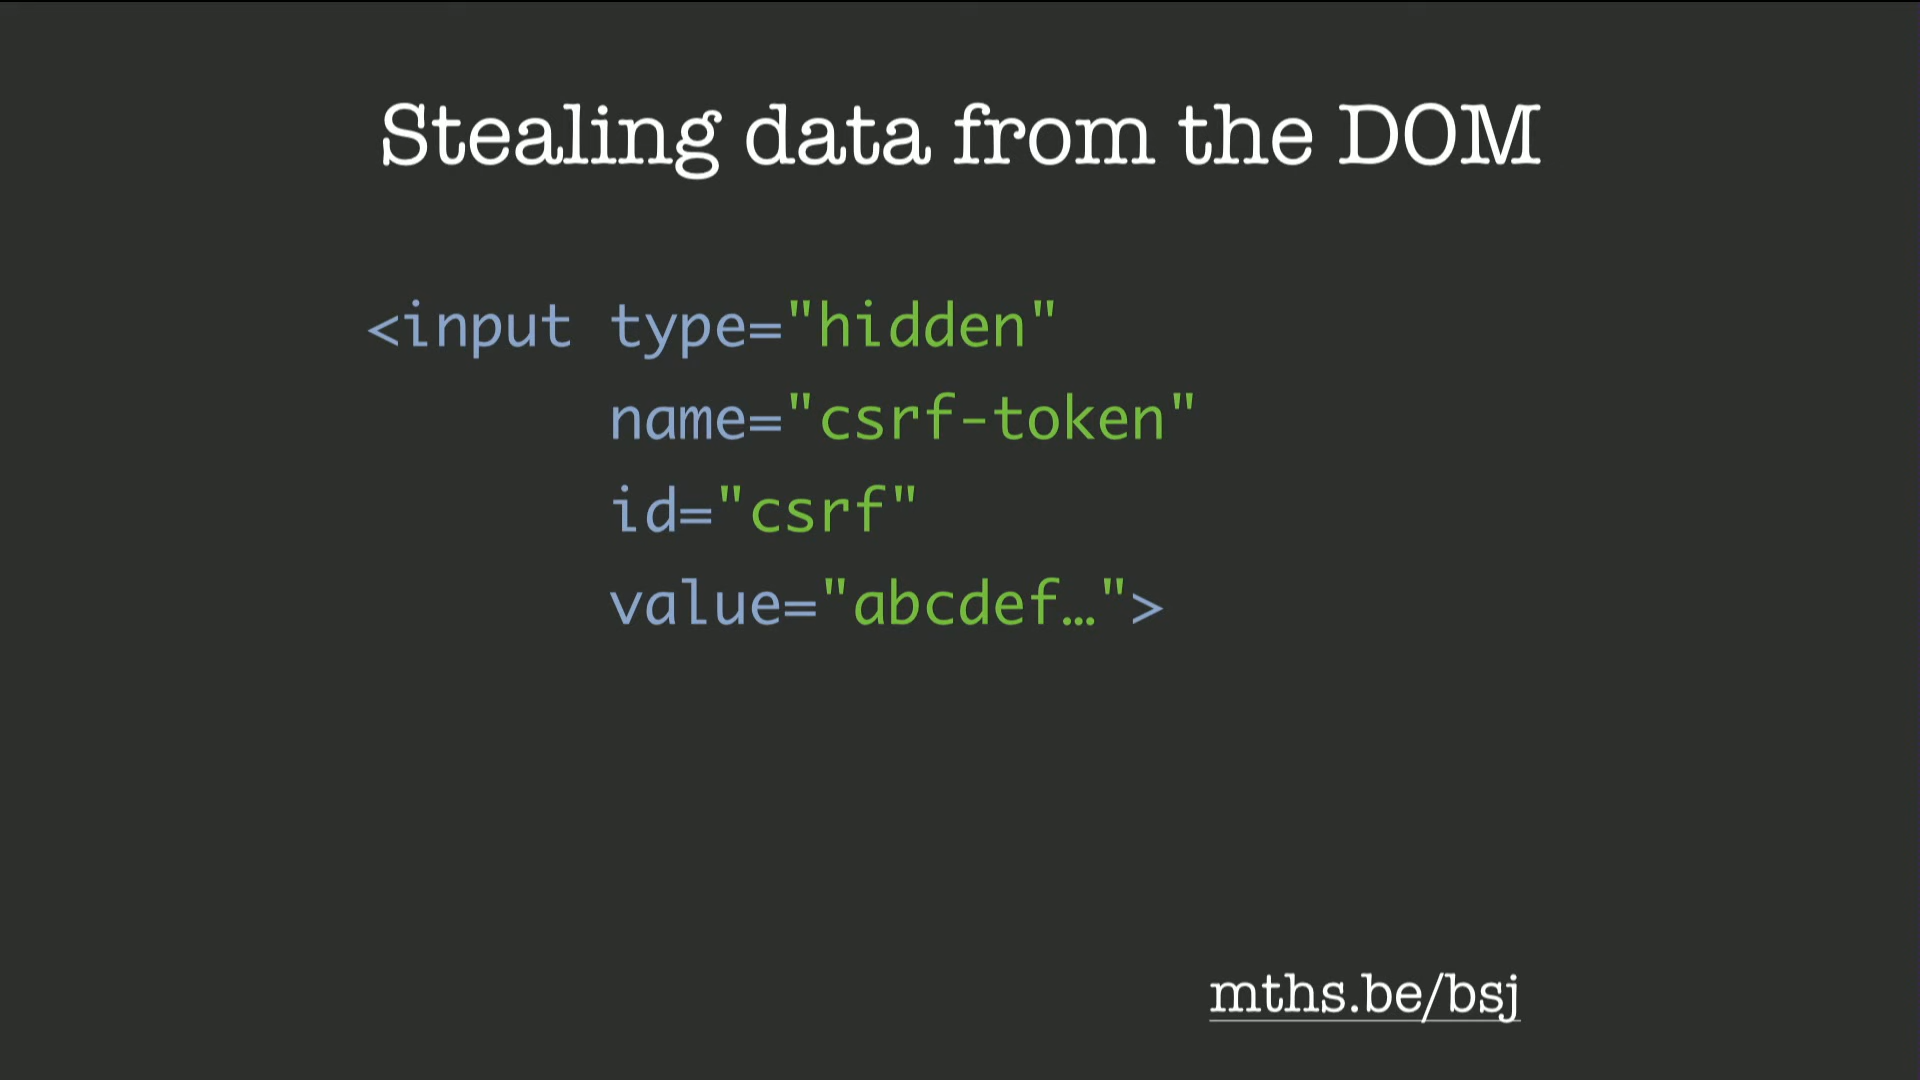 Stealing data from the DOM
<input type="hidden"
name="csrf-token"
id="csrf"
value="abcdef…">
mths.be/bsj